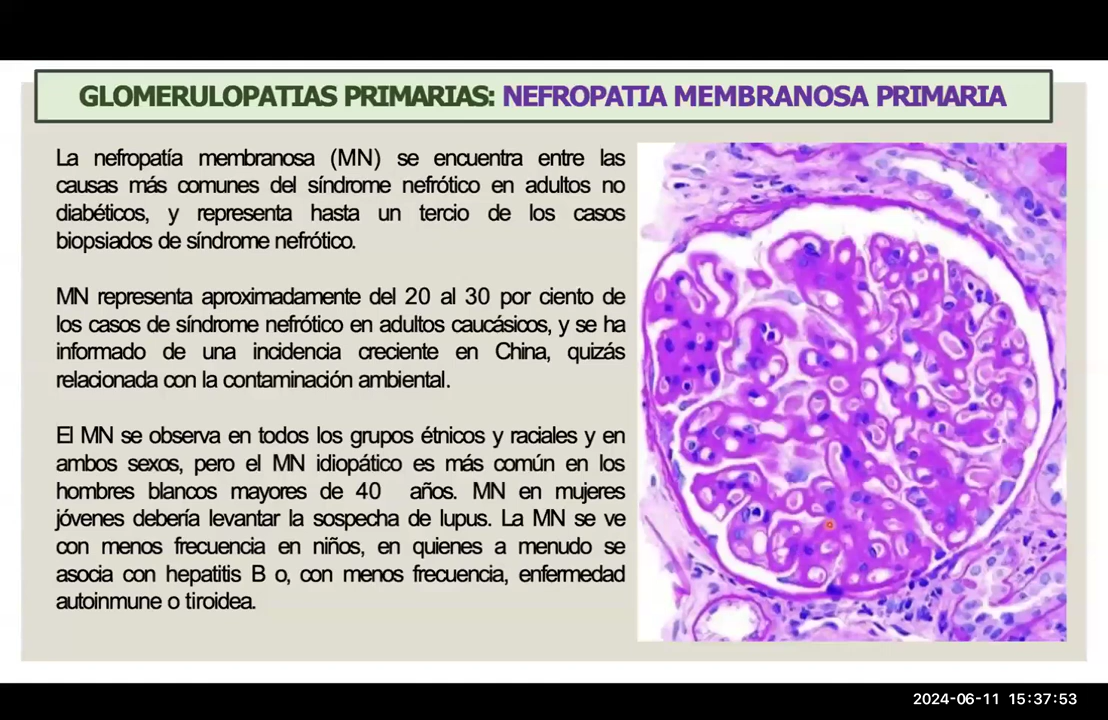 GLOMERULOPATIAS PRIMARIAS: NEFROPATIA MEMBRANOSA PRIMARIA
La nefropatía membranosa (MN) se encuentra entre las
causas más comunes del síndrome nefrótico en adultos no
diabéticos, y representa hasta un tercio de los casos
biopsiados de síndrome nefrótico.
MN representa aproximadamente del 20 al 30 por ciento de
los casos de síndrome nefrótico en adultos caucásicos, y se ha
informado de una incidencia creciente en China, quizás
relacionada con la contaminación ambiental.
El MN se observa en todos los grupos étnicos y raciales y en
ambos sexos, pero el MN idiopático es más común en los
hombres blancos mayores de 40 años. MN en mujeres
jóvenes debería levantar la sospecha de lupus. La MN se ve
con menos frecuencia en niños, en quienes a menudo se
asocia con hepatitis B o, con menos frecuencia, enfermedad
autoinmune o tiroidea.
2024-06-11 15:37:53